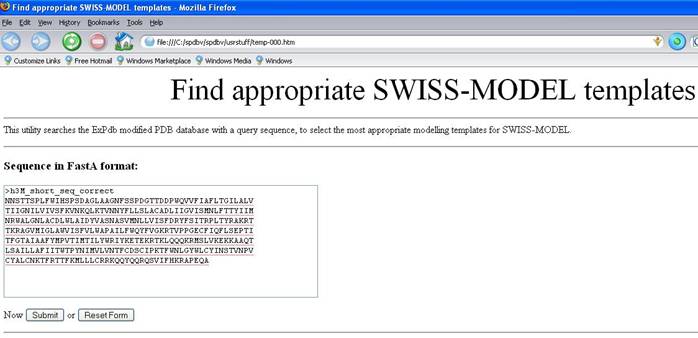 Find appropriate SWISS-MODEL templates - Mozilla Firefox
File Edit View History Bookmarks Tools Help
file:///C:/spdbv/spdbv/usrstuff/temp-000.htm
Customize Links Free Hotmail Windows Marketplace Windows Media Windows
Find appropriate SWISS-MODEL templates
This utility searches the ExPdb modified PDB database with a query sequence, to select the most appropriate modelling templates for SWISS-MODEL.
Sequence in FastA format:
>h3M_short_seq_correct
NNSTTSPLFWIHSPSDAGLAAGNFSSPDGTTDDPWQVVFIAFLTGILALV
TIIGNILVIVSFKVNKQLKTVNNYFLLSLACADLIIGVISMNLFTTYIIM
NRWALGNLACDLWLAIDYVASNASVMNLLVISFDRYFSITRPLTYRAKRT
TKRAGVMIGLAWVISFVLWAPAILFWQYFVGKRTVPPGECFIQFLSEPTI
TFGTAIAAFYMPVTIMTILYWRIYKETEKRTKLQQQKRMSLVKEKKAAQT
LSAILLAFIITWTPYNIMVLVNTFCDSCIPKTFWNLGYWLCYINSTVNPV
CYALCNKTFRTTFKMLLLCRRKQQYQQRQSVIFHKRAPEQA
Now Submit or Reset Form